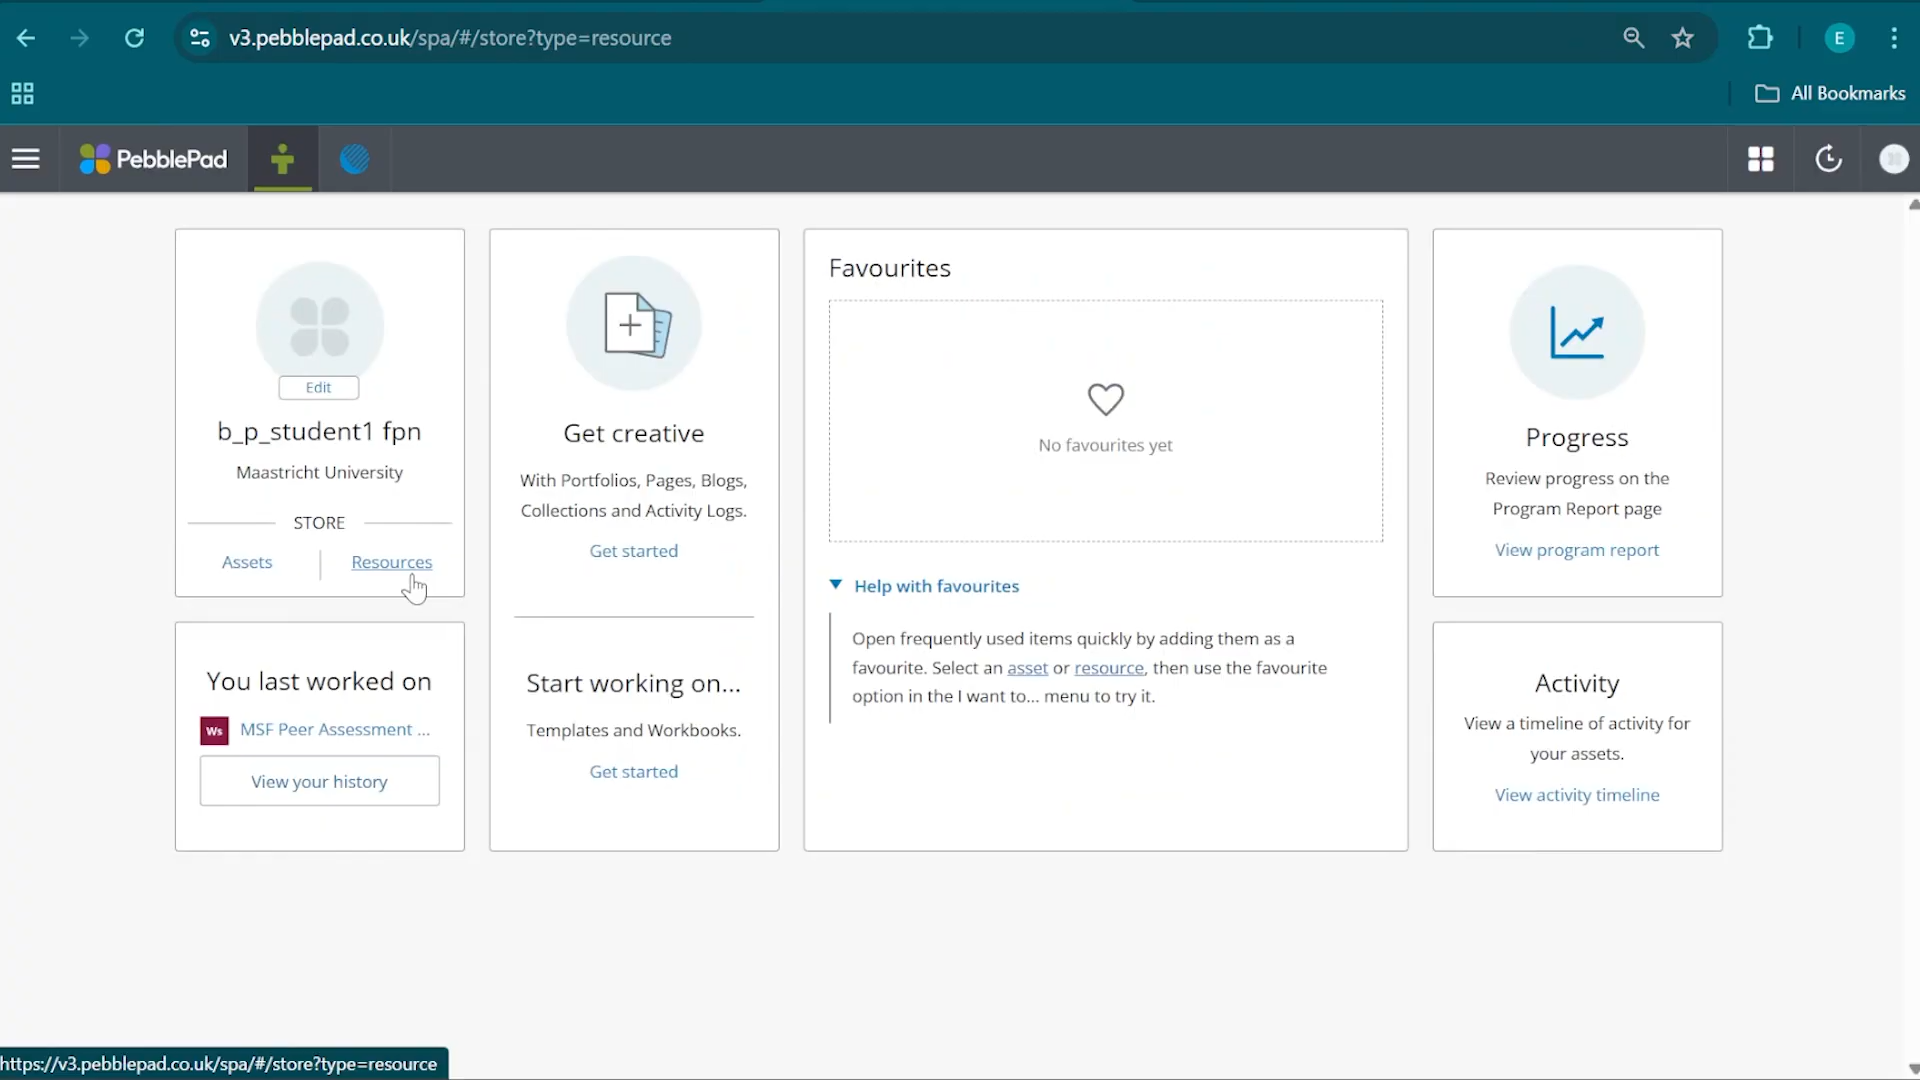 v3.pebblepad.co.uk/spa/#/store?type=resource
E
All Bookmarks
PebblePad
Edit
b_p_student1 fpn
Maastricht University
STORE
Assets
Resources
You last worked on
Ws
MSF Peer Assessment ...
View your history
Get creative
With Portfolios, Pages, Blogs,
Collections and Activity Logs.
Get started
Start working on...
Templates and Workbooks.
Get started
Favourites
No favourites yet
Help with favourites
Open frequently used items quickly by adding them as a
favourite. Select an asset or resource, then use the favourite
option in the I want to... menu to try it.
Progress
Review progress on the
Program Report page
View program report
Activity
View a timeline of activity for
your assets.
View activity timeline
https://v3.pebblepad.co.uk/spa/#/store?type=resource